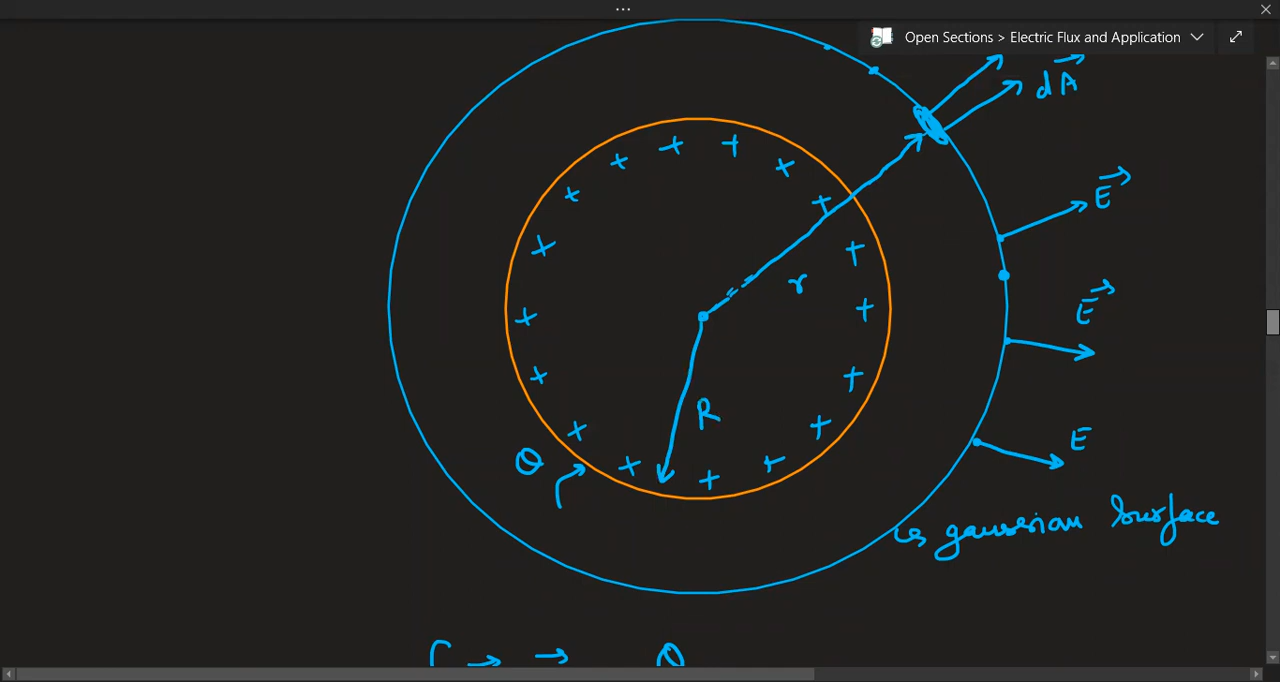 ...
Open Sections > Electric Flux and Application
dA
E
r
E
R
E
Q
gaussian surface
Q
+ + + + + + + + + + + + + + + + + + +